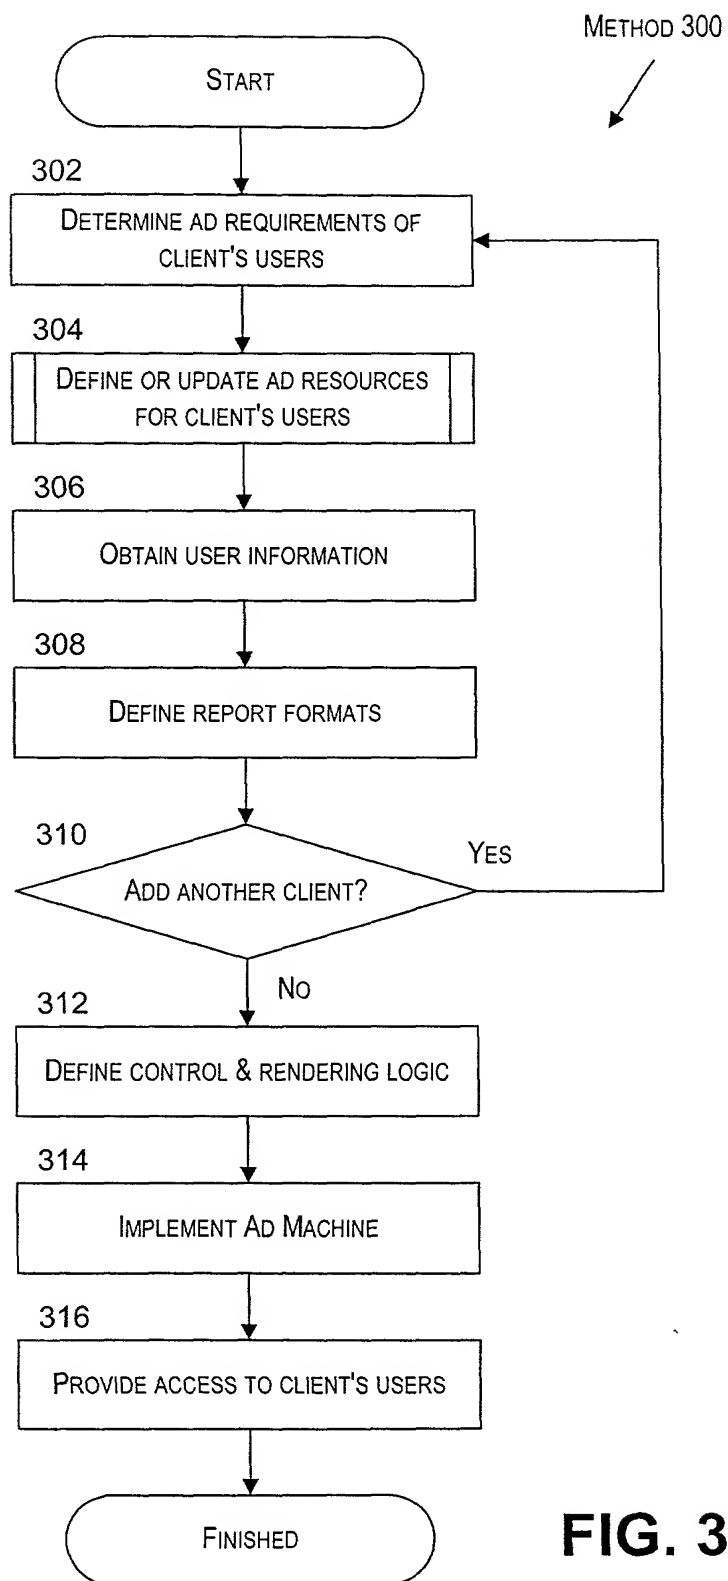 METHOD 300
START
302
DETERMINE AD REQUIREMENTS OF
CLIENT'S USERS
304
DEFINE OR UPDATE AD RESOURCES
FOR CLIENT'S USERS
306
OBTAIN USER INFORMATION
308
DEFINE REPORT FORMATS
310
ADD ANOTHER CLIENT?
YES
NO
312
DEFINE CONTROL & RENDERING LOGIC
314
IMPLEMENT AD MACHINE
316
PROVIDE ACCESS TO CLIENT'S USERS
FINISHED
FIG. 3